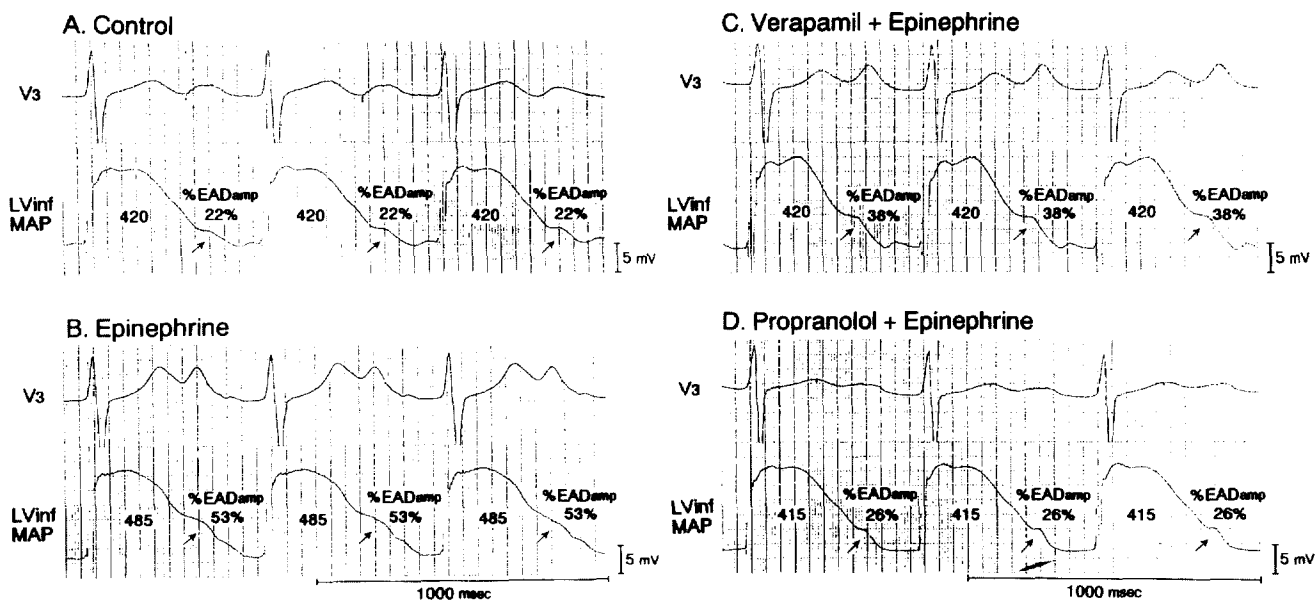 A. Control
V3
%EADamp %EADamp %EADamp
LVinf MAP
420 22% 420 22% 420 22%
5 mV
B. Epinephrine
V3
%EADamp %EADamp %EADamp
LVinf MAP
485 53% 485 53% 485 53%
5 mV
1000 msec
C. Verapamil + Epinephrine
V3
%EADamp %EADamp %EADamp
LVinf MAP
420 38% 420 38% 420 38%
5 mV
D. Propranolol + Epinephrine
V3
%EADamp %EADamp %EADamp
LVinf MAP
415 26% 415 26% 415 26%
5 mV
1000 msec